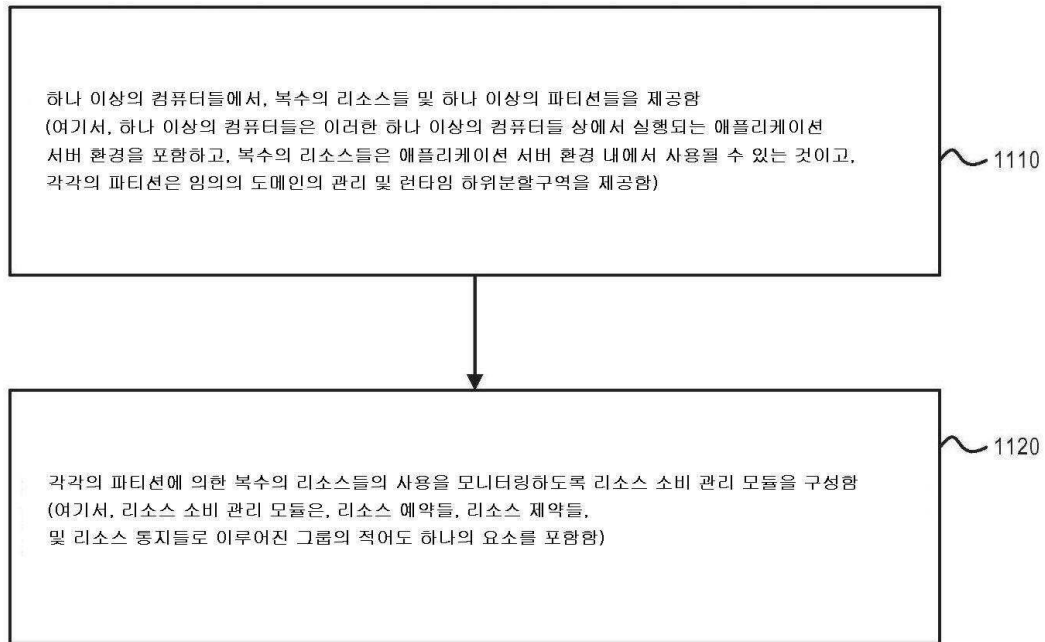 하나 이상의 컴퓨터들에서, 복수의 리소스들 및 하나 이상의 파티션들을 제공함
(여기서, 하나 이상의 컴퓨터들은 이러한 하나 이상의 컴퓨터들 상에서 실행되는 애플리케이션
서버 환경을 포함하고, 복수의 리소스들은 애플리케이션 서버 환경 내에서 사용될 수 있는 것이고,
각각의 파티션은 임의의 도메인의 관리 및 런타임 하위분할구역을 제공함)
1110
각각의 파티션에 의한 복수의 리소스들의 사용을 모니터링하도록 리소스 소비 관리 모듈을 구성함
(여기서, 리소스 소비 관리 모듈은, 리소스 예약들, 리소스 제약들,
및 리소스 통지들로 이루어진 그룹의 적어도 하나의 요소를 포함함)
1120